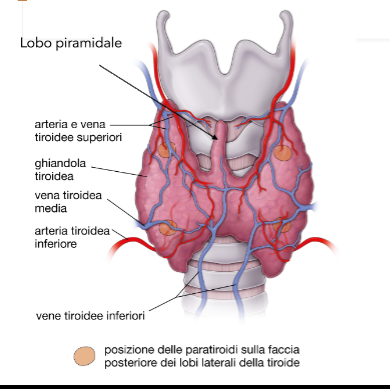 Lobo piramidale
arteria e vena
tiroidee superiori
ghiandola
tiroidea
vena tiroidea
media
arteria tiroidea
inferiore
vene tiroidee inferiori
posizione delle paratiroidi sulla faccia
posteriore dei lobi laterali della tiroide